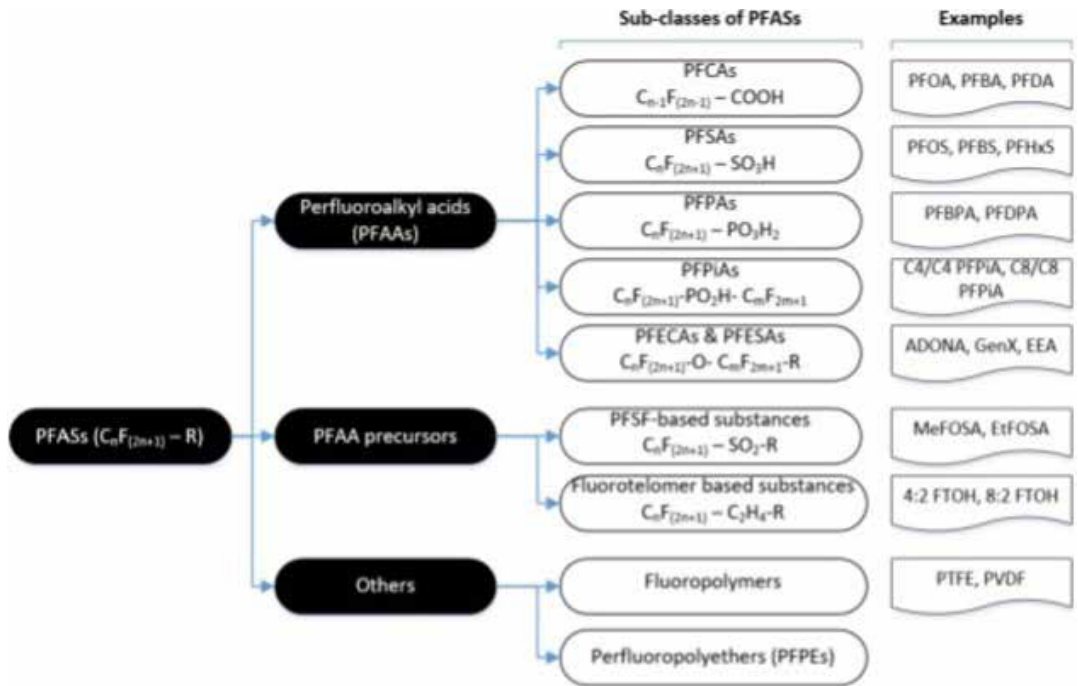 Sub-classes of PFASs
Examples
PFCAs
Cₙ₋₁F₍₂ₙ₋₁₎ – COOH
PFOA, PFBA, PFDA
PFSAs
CₙF₍₂ₙ₊₁₎ – SO₃H
PFOS, PFBS, PFHxS
Perfluoroalkyl acids
(PFAAs)
PFPAs
CₙF₍₂ₙ₊₁₎ – PO₃H₂
PFBPA, PFDPA
PFPiAs
CₙF₍₂ₙ₊₁₎-PO₂H- CₘF₂ₘ₊₁
C4/C4 PFPiA, C8/C8
PFPiA
PFECAs & PFESAs
CₙF₍₂ₙ₊₁₎-O- CₘF₂ₘ₊₁-R
ADONA, GenX, EEA
PFASs (CₙF₍₂ₙ₊₁₎ – R)
PFAA precursors
PFSF-based substances
CₙF₍₂ₙ₊₁₎ – SO₂-R
MeFOSA, EtFOSA
Fluorotelomer based substances
CₙF₍₂ₙ₊₁₎ – C₂H₄-R
4:2 FTOH, 8:2 FTOH
Others
Fluoropolymers
PTFE, PVDF
Perfluoropolyethers (PFPEs)